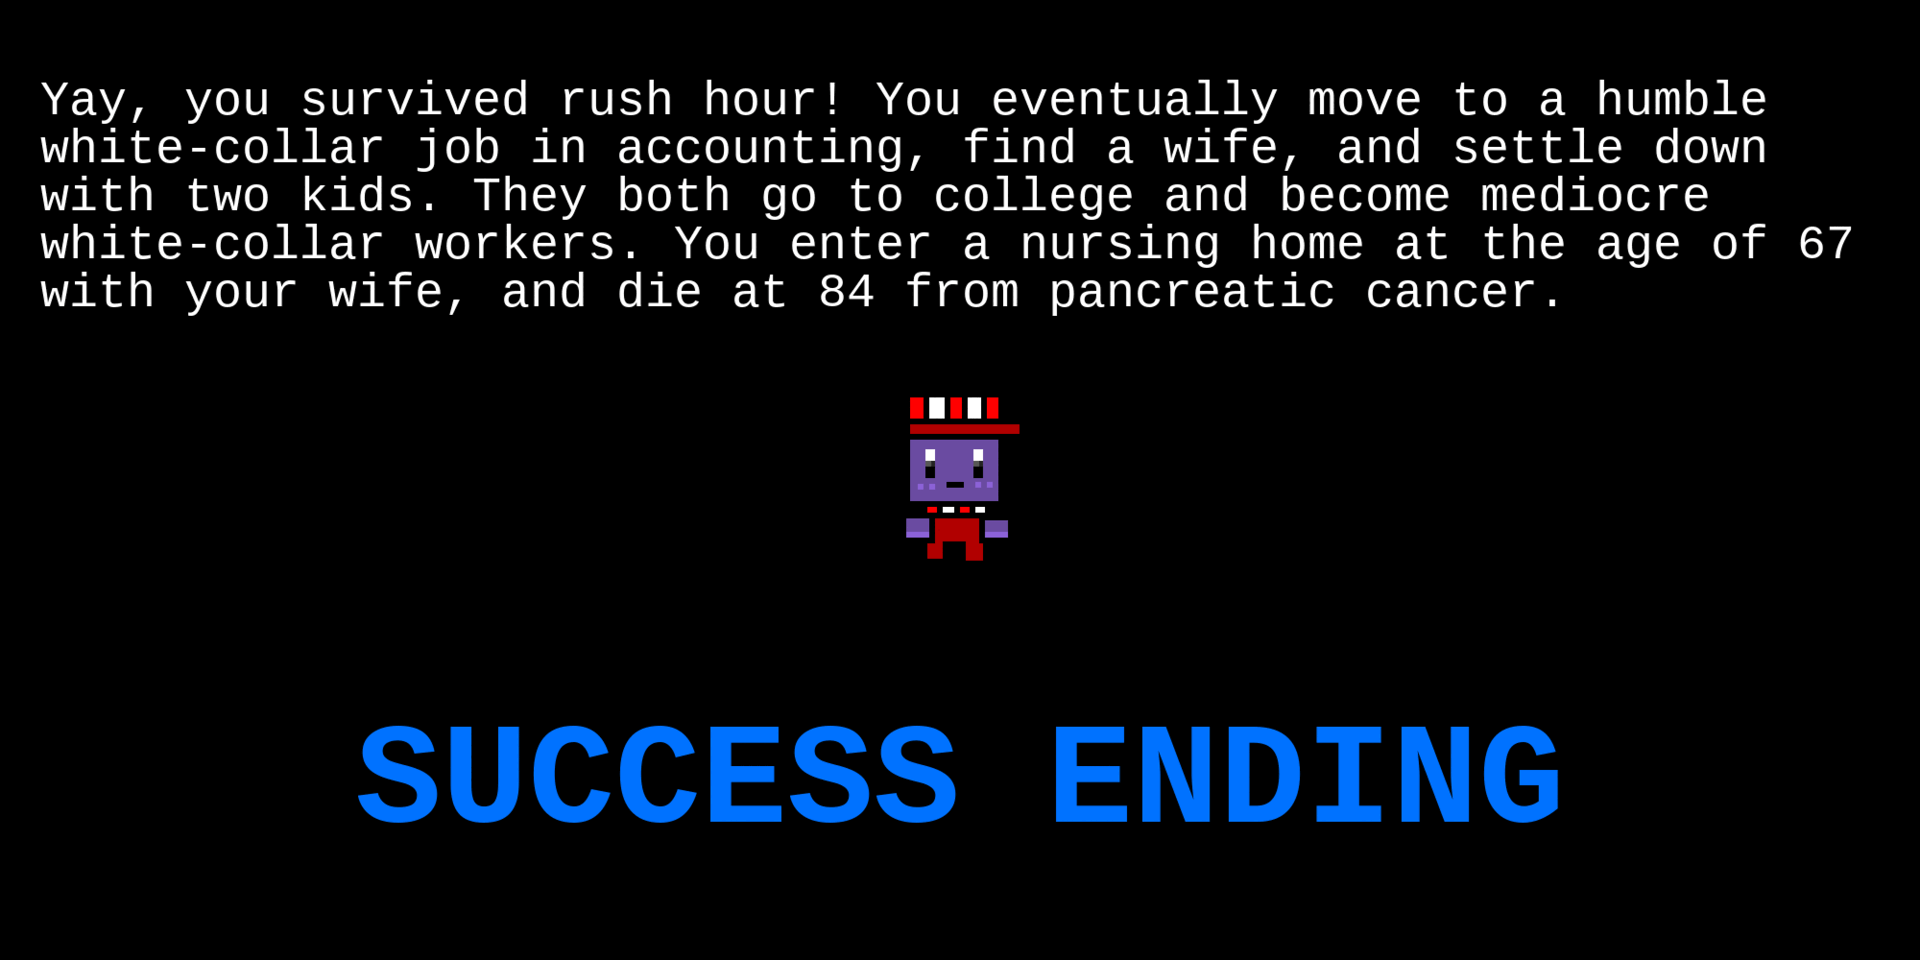 Yay, you survived rush hour! You eventually move to a humble
white-collar job in accounting, find a wife, and settle down
with two kids. They both go to college and become mediocre
white-collar workers. You enter a nursing home at the age of 67
with your wife, and die at 84 from pancreatic cancer.
SUCCESS ENDING